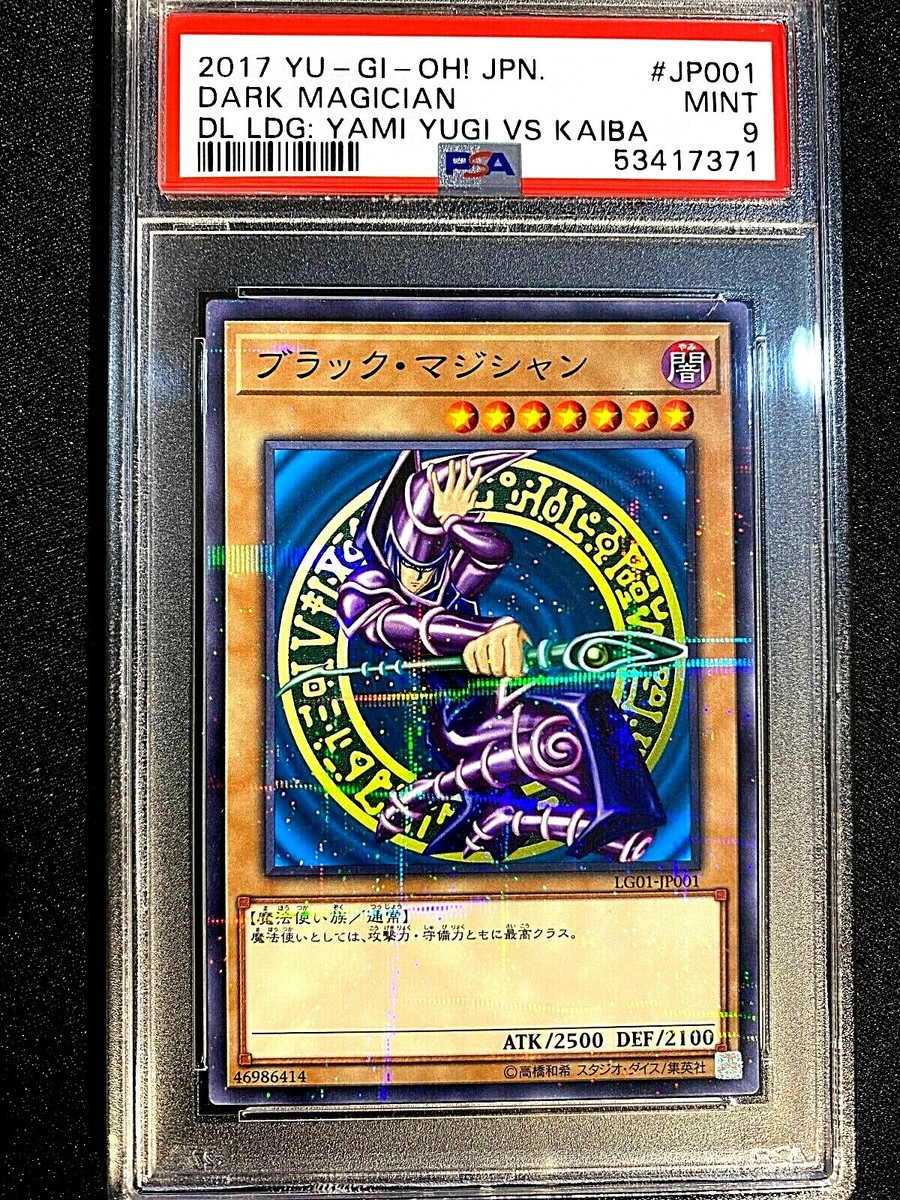 2017 YU-GI-OH! JPN. #JP001
DARK MAGICIAN MINT
DL LDG: YAMI YUGI VS KAIBA 9
PSA 53417371
ブラック・マジシャン
やみ
闇
LG01-JP001
【魔法使い族／通常】
魔法使いとしては、攻撃力・守備力ともに最高クラス。
ATK/2500 DEF/2100
46986414 ©高橋和希 スタジオ・ダイス/集英社